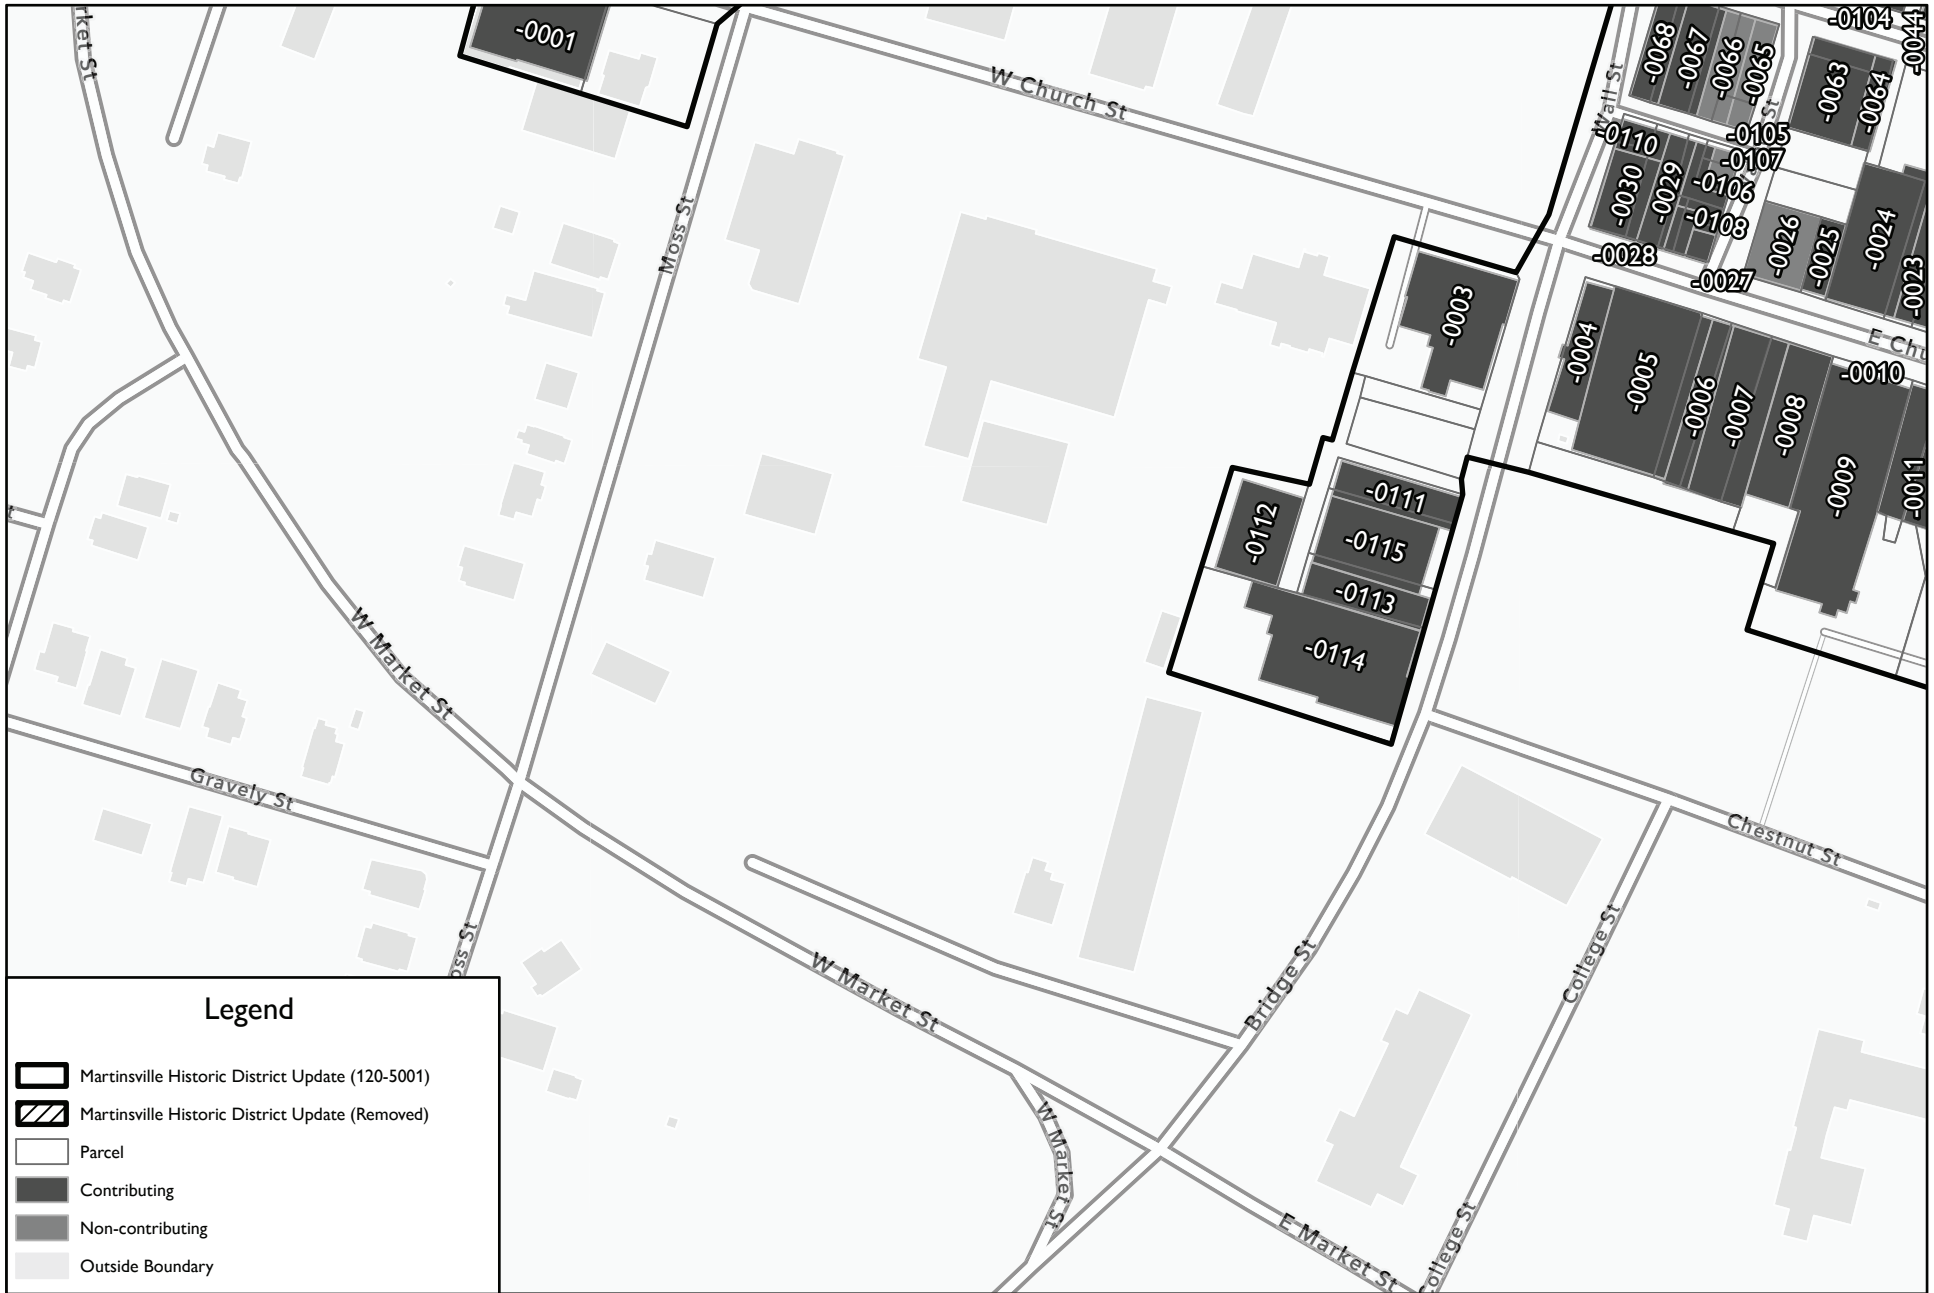 rket St
-0001
W Church St
Moss St
Wall St
-0068
-0067
-0066
-0065
-0063
-0064
-0104
-0044
-0105
-0107
-0110
-0106
-0108
-0030
-0029
-0028
-0027
-0026
-0025
-0024
-0023
St
E Chu
-0003
-0004
-0005
-0006
-0007
-0008
-0009
-0010
-0011
-0111
-0112
-0115
-0113
-0114
W Market St
Gravely St
oss St
W Market St
Bridge St
College St
Chestnut St
W Market St
E Market St
College St
Legend
Martinsville Historic District Update (120-5001)
Martinsville Historic District Update (Removed)
Parcel
Contributing
Non-contributing
Outside Boundary